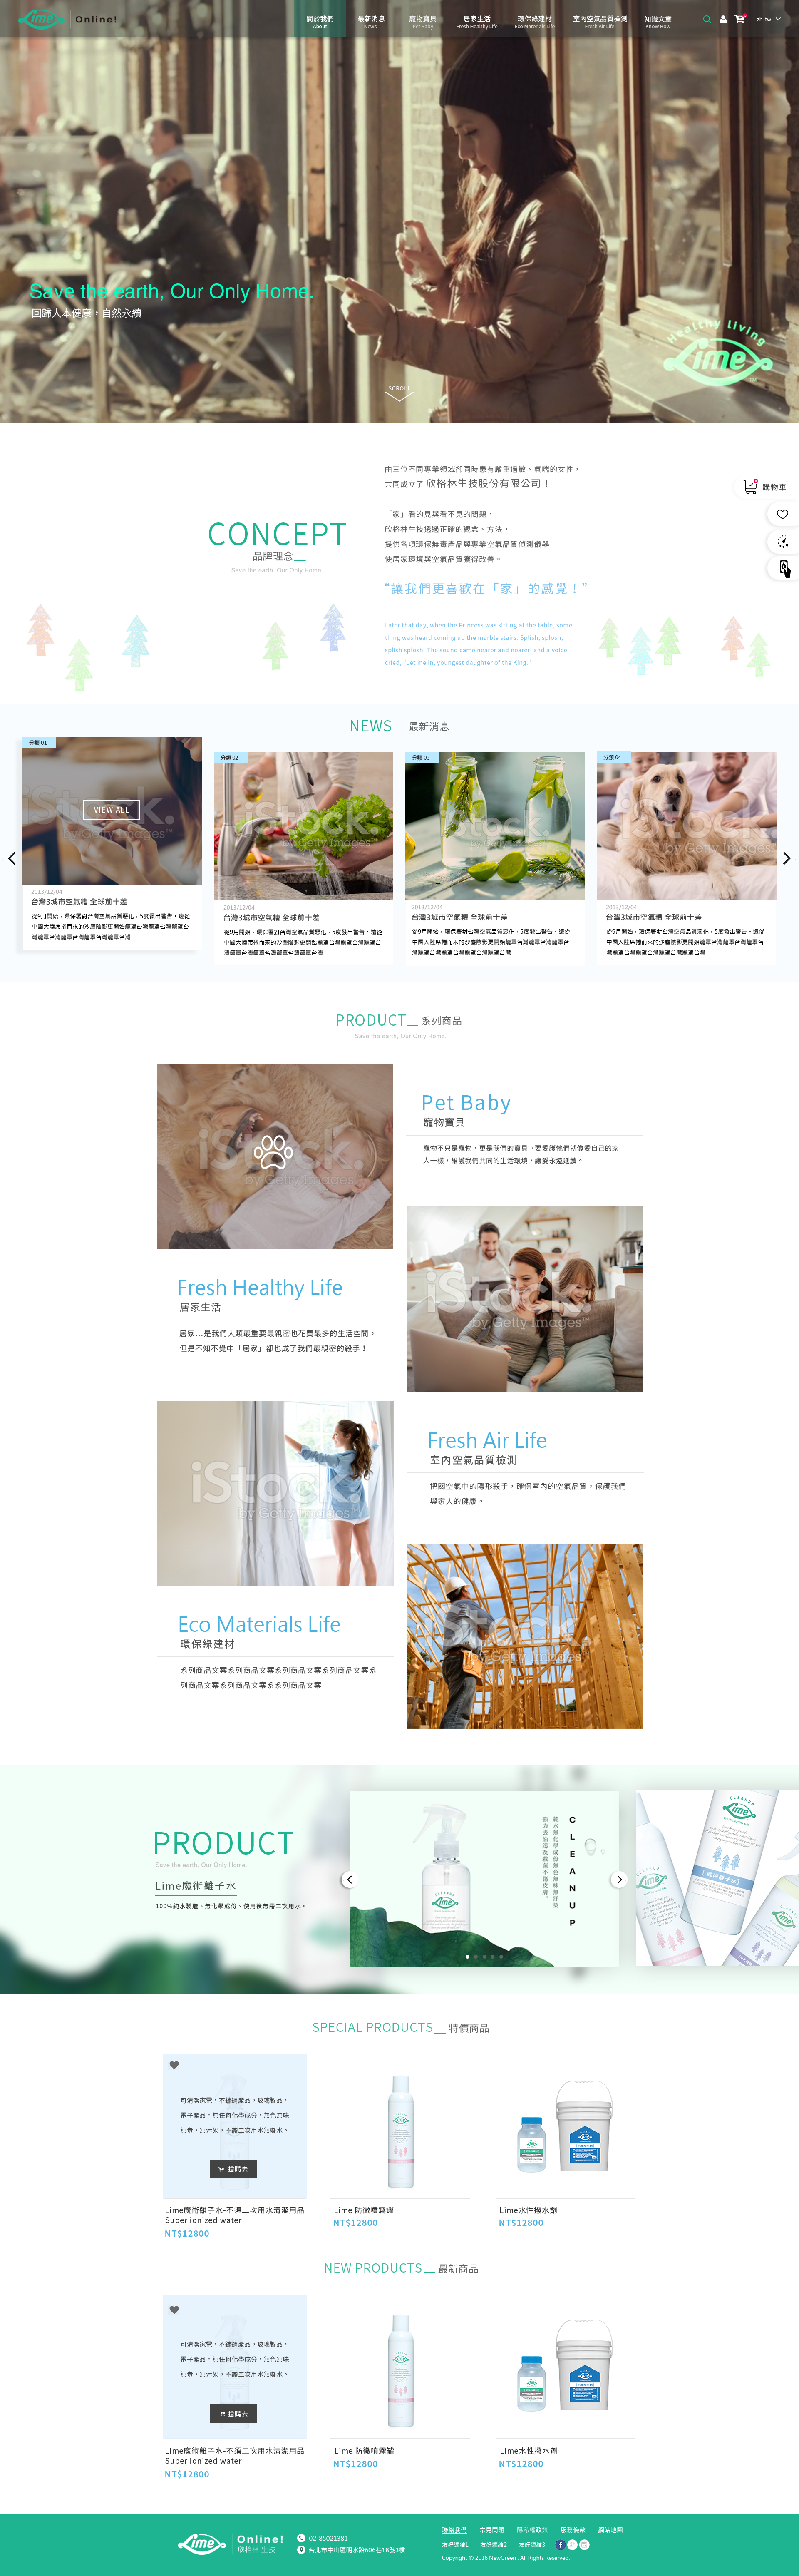 Lime
Online!
關於我們
About
最新消息
News
寵物寶貝
Pet Baby
居家生活
Fresh Healthy Life
環保綠建材
Eco Materials Life
室內空氣品質檢測
Fresh Air Life
知識文章
Know How
zh-tw
Save the earth, Our Only Home.
回歸人本健康，自然永續
Healthy Living
Lime
TM
SCROLL
購物車
CONCEPT
品牌理念
Save the earth, Our Only Home.
由三位不同專業領域卻同時患有嚴重過敏、氣喘的女性，
共同成立了 欣格林生技股份有限公司！
「家」看的見與看不見的問題，
欣格林生技透過正確的觀念、方法，
提供各項環保無毒產品與專業空氣品質偵測儀器
使居家環境與空氣品質獲得改善。
“讓我們更喜歡在「家」的感覺！”
Later that day, when the Princess was sitting at the table, some-
thing was heard coming up the marble stairs. Splish, splosh,
splish splosh! The sound came nearer and nearer, and a voice
cried, "Let me in, youngest daughter of the King."
NEWS__ 最新消息
分類 01
VIEW ALL
2013/12/04
台灣3城市空氣糟 全球前十差
從9月開始，環保署對台灣空氣品質惡化，5度發出警告。遭從
中國大陸席捲而來的沙塵陰影更開始籠罩台灣籠罩台灣籠罩台
灣籠罩台灣籠罩台灣籠罩台灣籠罩台灣
分類 02
2013/12/04
台灣3城市空氣糟 全球前十差
從9月開始，環保署對台灣空氣品質惡化，5度發出警告。遭從
中國大陸席捲而來的沙塵陰影更開始籠罩台灣籠罩台灣籠罩台
灣籠罩台灣籠罩台灣籠罩台灣籠罩台灣
分類 03
2013/12/04
台灣3城市空氣糟 全球前十差
從9月開始，環保署對台灣空氣品質惡化，5度發出警告。遭從
中國大陸席捲而來的沙塵陰影更開始籠罩台灣籠罩台灣籠罩台
灣籠罩台灣籠罩台灣籠罩台灣籠罩台灣
分類 04
2013/12/04
台灣3城市空氣糟 全球前十差
從9月開始，環保署對台灣空氣品質惡化，5度發出警告。遭從
中國大陸席捲而來的沙塵陰影更開始籠罩台灣籠罩台灣籠罩台
灣籠罩台灣籠罩台灣籠罩台灣籠罩台灣
PRODUCT__ 系列商品
Save the earth, Our Only Home.
iStock.
by Getty Images™
Pet Baby
寵物寶貝
寵物不只是寵物，更是我們的寶貝。要愛護牠們就像愛自己的家
人一樣，維護我們共同的生活環境，讓愛永遠延續。
Fresh Healthy Life
居家生活
居家…是我們人類最重要最親密也花費最多的生活空間，
但是不知不覺中「居家」卻也成了我們最親密的殺手！
iStock.
by Getty Images™
iStock.
by Getty Images™
Fresh Air Life
室內空氣品質檢測
把關空氣中的隱形殺手，確保室內的空氣品質，保護我們
與家人的健康。
Eco Materials Life
環保綠建材
系列商品文案系列商品文案系列商品文案系列商品文案系
列商品文案系列商品文案系系列商品文案
PRODUCT
Save the earth, Our Only Home.
Lime魔術離子水
100%純水製造、無化學成份、使用後無需二次用水。
CLEANUP
SPECIAL PRODUCTS__ 特價商品
可清潔家電，不鏽鋼產品，玻璃製品，
電子產品。無任何化學成分，無色無味
無毒，無污染，不需二次用水無廢水。
搶購去
Lime魔術離子水-不須二次用水清潔用品
Super ionized water
NT$12800
Lime 防黴噴霧罐
NT$12800
Lime水性撥水劑
NT$12800
NEW PRODUCTS__ 最新商品
可清潔家電，不鏽鋼產品，玻璃製品，
電子產品。無任何化學成分，無色無味
無毒，無污染，不需二次用水無廢水。
搶購去
Lime魔術離子水-不須二次用水清潔用品
Super ionized water
NT$12800
Lime 防黴噴霧罐
NT$12800
Lime水性撥水劑
NT$12800
Lime
Online!
欣格林 生技
02-85021381
台北市中山區明水路606巷18號3樓
聯絡我們
常見問題
隱私權政策
服務條款
網站地圖
友好連結1
友好連結2
友好連結3
Copyright © 2016 NewGreen . All Rights Reserved.